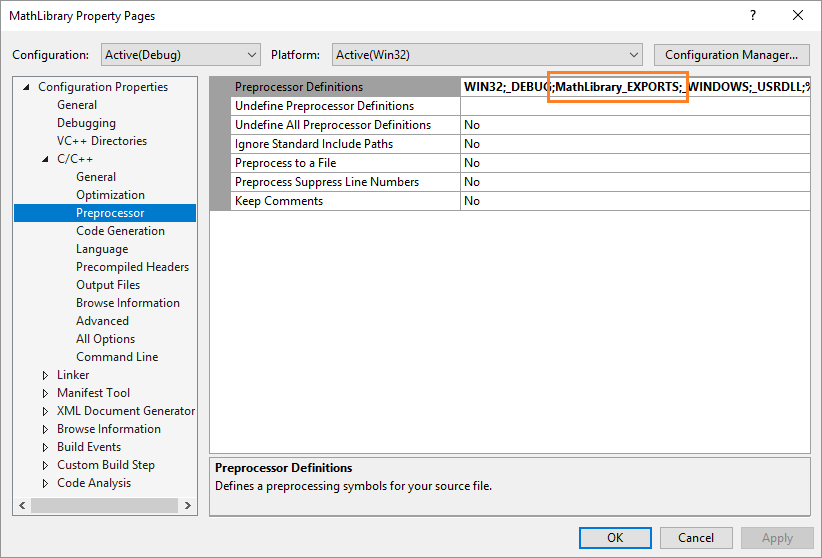 MathLibrary Property Pages
?
Configuration: Active(Debug) Platform: Active(Win32) Configuration Manager...
Configuration Properties
General
Debugging
VC++ Directories
C/C++
General
Optimization
Preprocessor
Code Generation
Language
Precompiled Headers
Output Files
Browse Information
Advanced
All Options
Command Line
Linker
Manifest Tool
XML Document Generator
Browse Information
Build Events
Custom Build Step
Code Analysis
Preprocessor Definitions WIN32;_DEBUG;MathLibrary_EXPORTS;_WINDOWS;_USRDLL;%
Undefine Preprocessor Definitions
Undefine All Preprocessor Definitions No
Ignore Standard Include Paths No
Preprocess to a File No
Preprocess Suppress Line Numbers No
Keep Comments No
Preprocessor Definitions
Defines a preprocessing symbols for your source file.
OK Cancel Apply